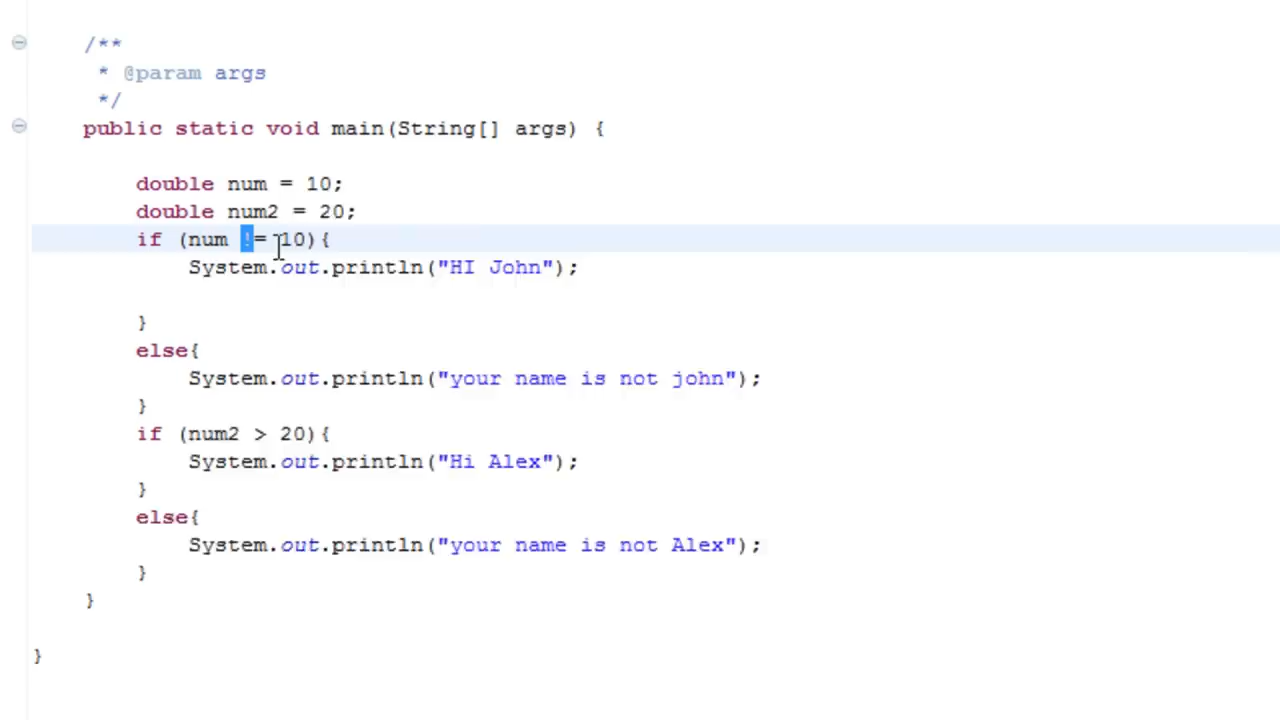 /**
* @param args
*/
public static void main(String[] args) {
double num = 10;
double num2 = 20;
if (num != 10){
System.out.println("HI John");
}
else{
System.out.println("your name is not john");
}
if (num2 > 20){
System.out.println("Hi Alex");
}
else{
System.out.println("your name is not Alex");
}
}
}